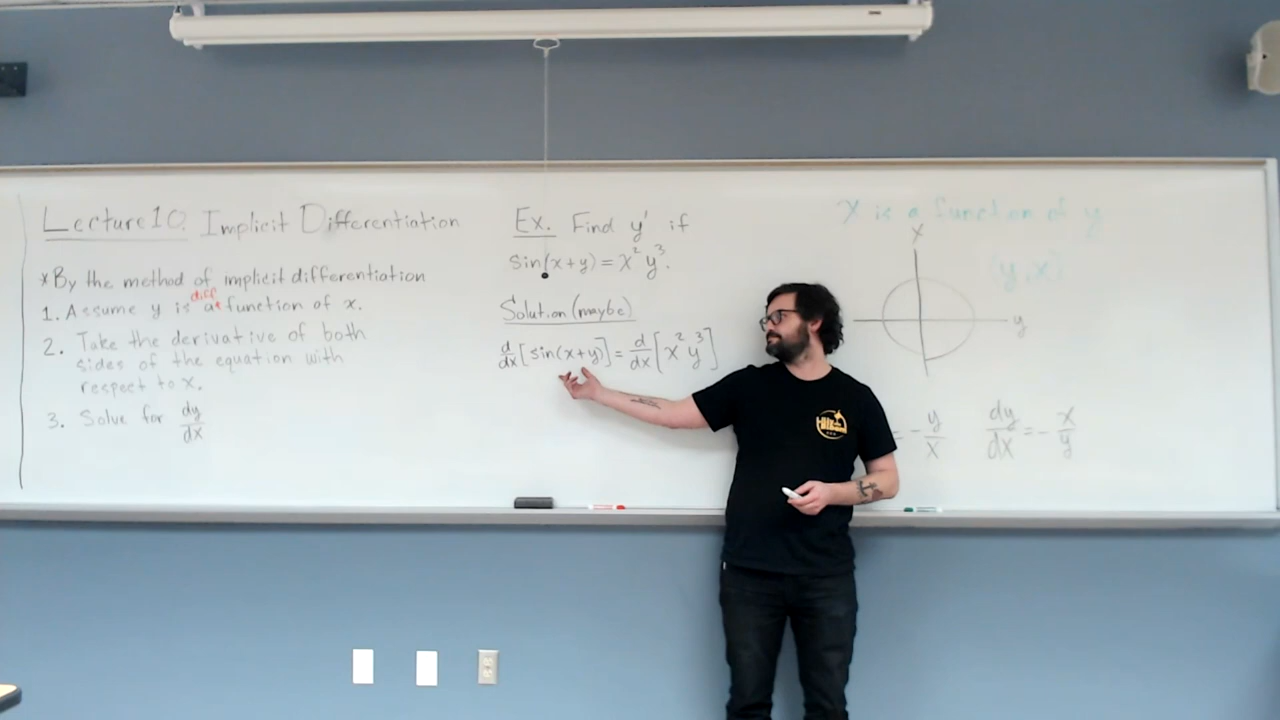 Lecture 10: Implicit Differentiation
*By the method of implicit differentiation
1. Assume y is a diff function of x.
2. Take the derivative of both
sides of the equation with
respect to x.
3. Solve for dy/dx
Ex. Find y' if
sin(x+y) = x²y³.
Solution (maybe)
d/dx[sin(x+y)] = d/dx[x²y³]
x is a function of y
x
(y,x)
y
= -y/x dy/dx = -x/y